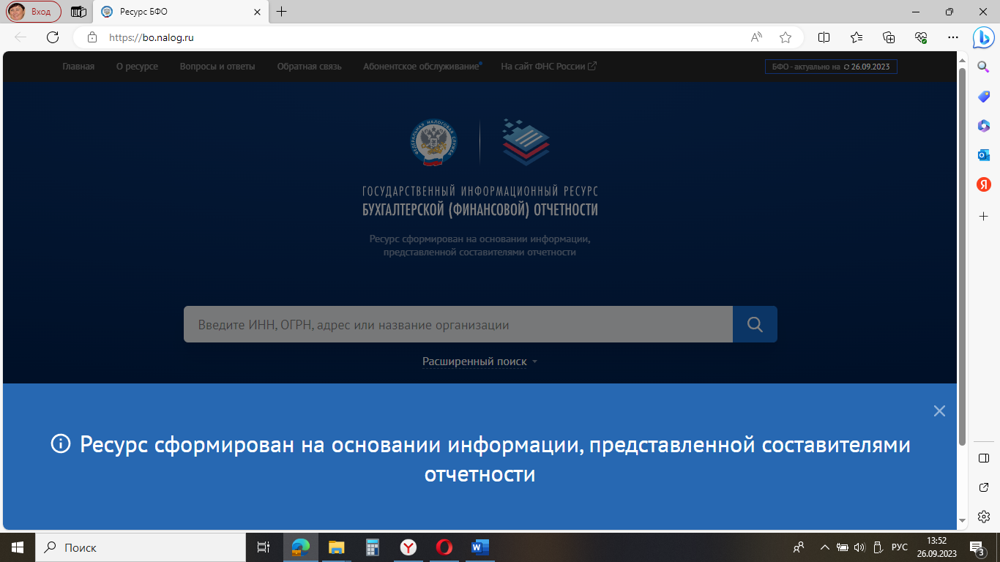 Вход
Ресурс БФО
https://bo.nalog.ru
Главная
О ресурсе
Вопросы и ответы
Обратная связь
Абонентское обслуживание
На сайт ФНС России
БФО - актуально на 26.09.2023
ФЕДЕРАЛЬНАЯ НАЛОГОВАЯ СЛУЖБА
ГОСУДАРСТВЕННЫЙ ИНФОРМАЦИОННЫЙ РЕСУРС
БУХГАЛТЕРСКОЙ (ФИНАНСОВОЙ) ОТЧЕТНОСТИ
Ресурс сформирован на основании информации,
представленной составителями отчетности
Введите ИНН, ОГРН, адрес или название организации
Расширенный поиск
Ресурс сформирован на основании информации, представленной составителями
отчетности
Поиск
РУС
13:52
26.09.2023
3